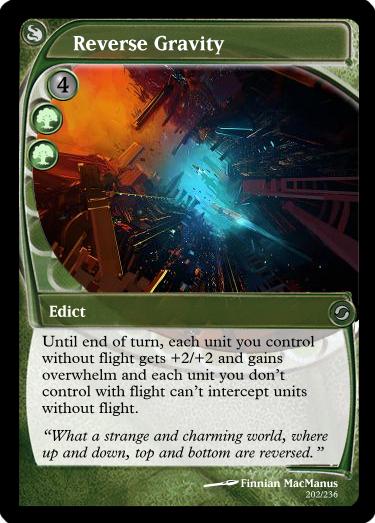 Reverse Gravity
4
Edict
Until end of turn, each unit you control
without flight gets +2/+2 and gains
overwhelm and each unit you don't
control with flight can't intercept units
without flight.
“What a strange and charming world, where
up and down, top and bottom are reversed.”
Finnian MacManus
202/236